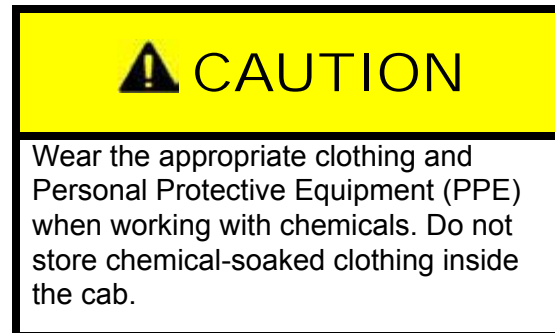 CAUTION
Wear the appropriate clothing and
Personal Protective Equipment (PPE)
when working with chemicals. Do not
store chemical-soaked clothing inside
the cab.